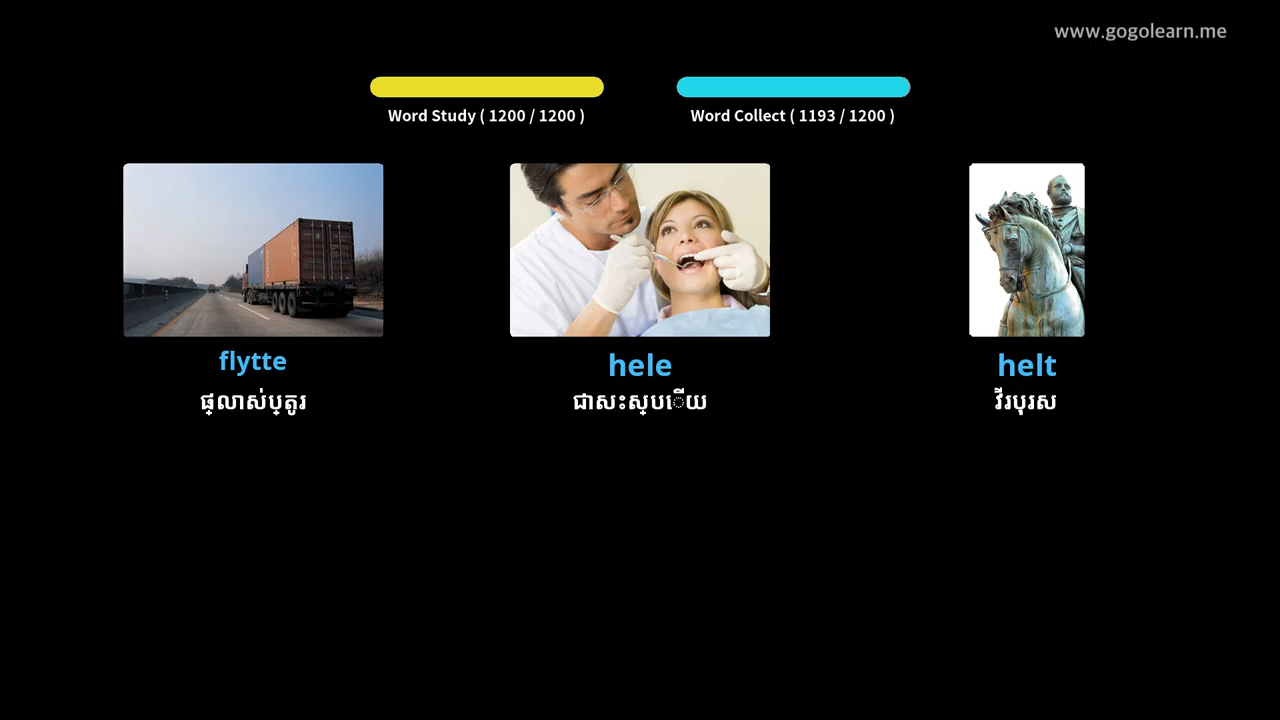 www.gogolearn.me
Word Study ( 1200 / 1200 )
Word Collect ( 1193 / 1200 )
flytte
hele
helt
ផ្លាស់ប្តូរ
ជាសះស្បើយ
វីរបុរស